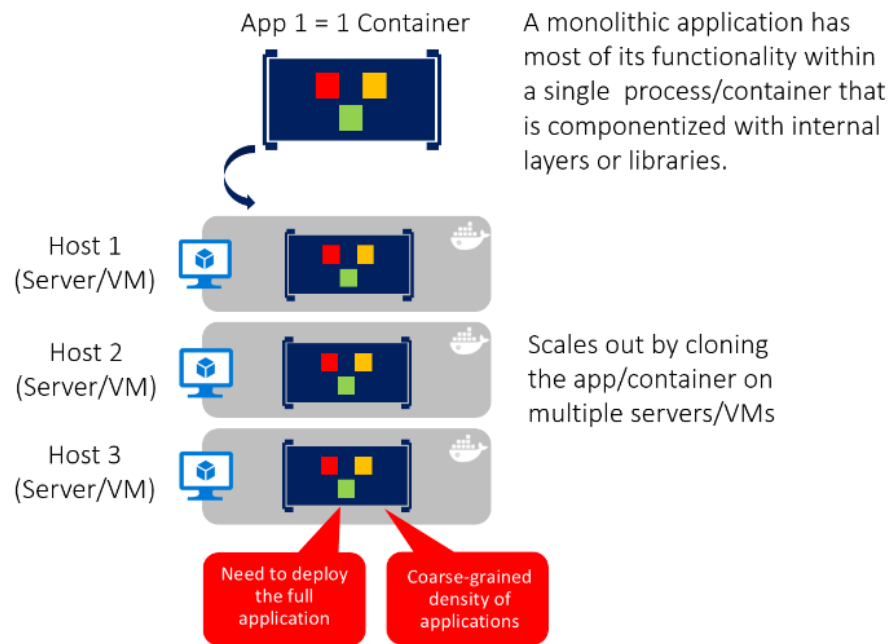 App 1 = 1 Container
A monolithic application has
most of its functionality within
a single process/container that
is componentized with internal
layers or libraries.
Host 1
(Server/VM)
Host 2
(Server/VM)
Scales out by cloning
the app/container on
multiple servers/VMs
Host 3
(Server/VM)
Need to deploy
the full
application
Coarse-grained
density of
applications